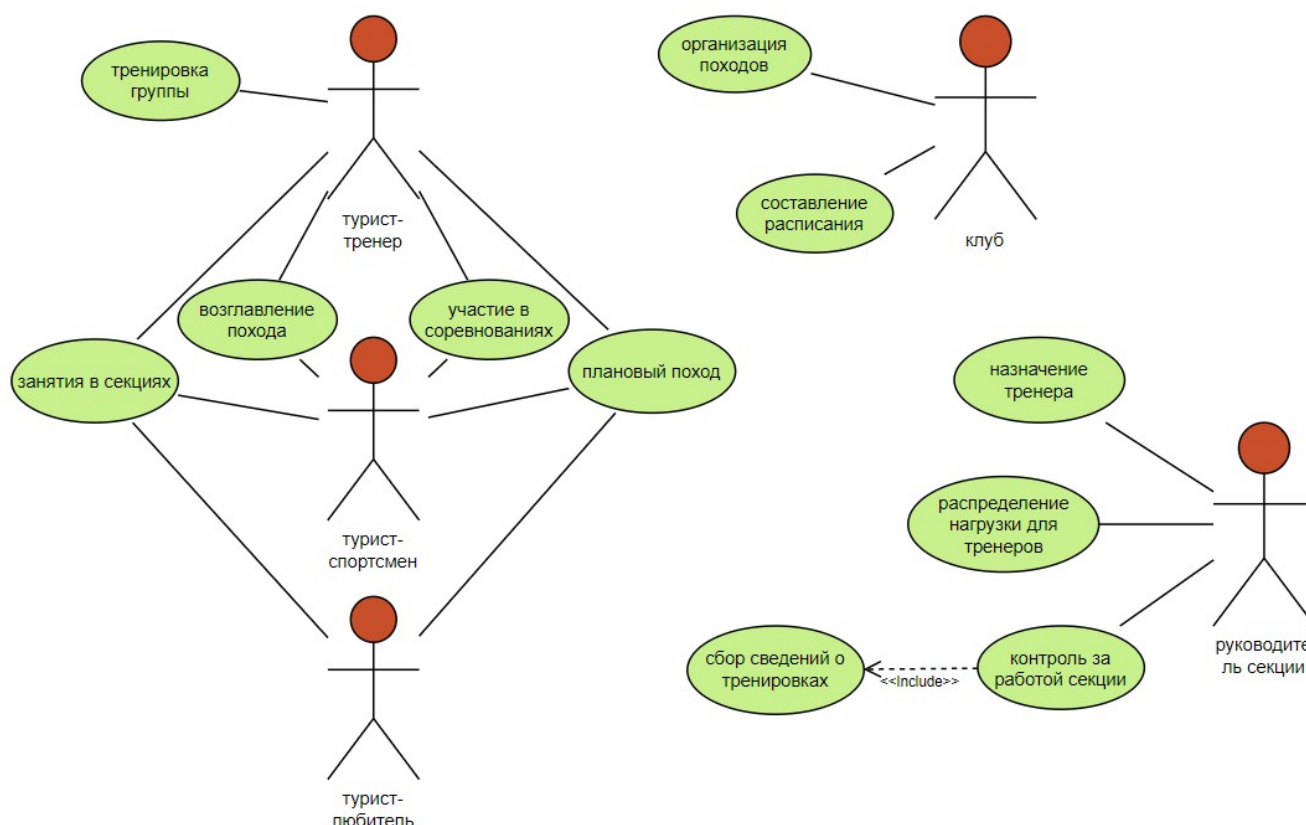 тренировка
группы
турист-
тренер
возглавление
похода
участие в
соревнованиях
занятия в секциях
плановый поход
турист-
спортсмен
турист-
любитель
организация
походов
составление
расписания
клуб
назначение
тренера
распределение
нагрузки для
тренеров
сбор сведений о
тренировках
<<Include>>
контроль за
работой секции
руководите
ль секции